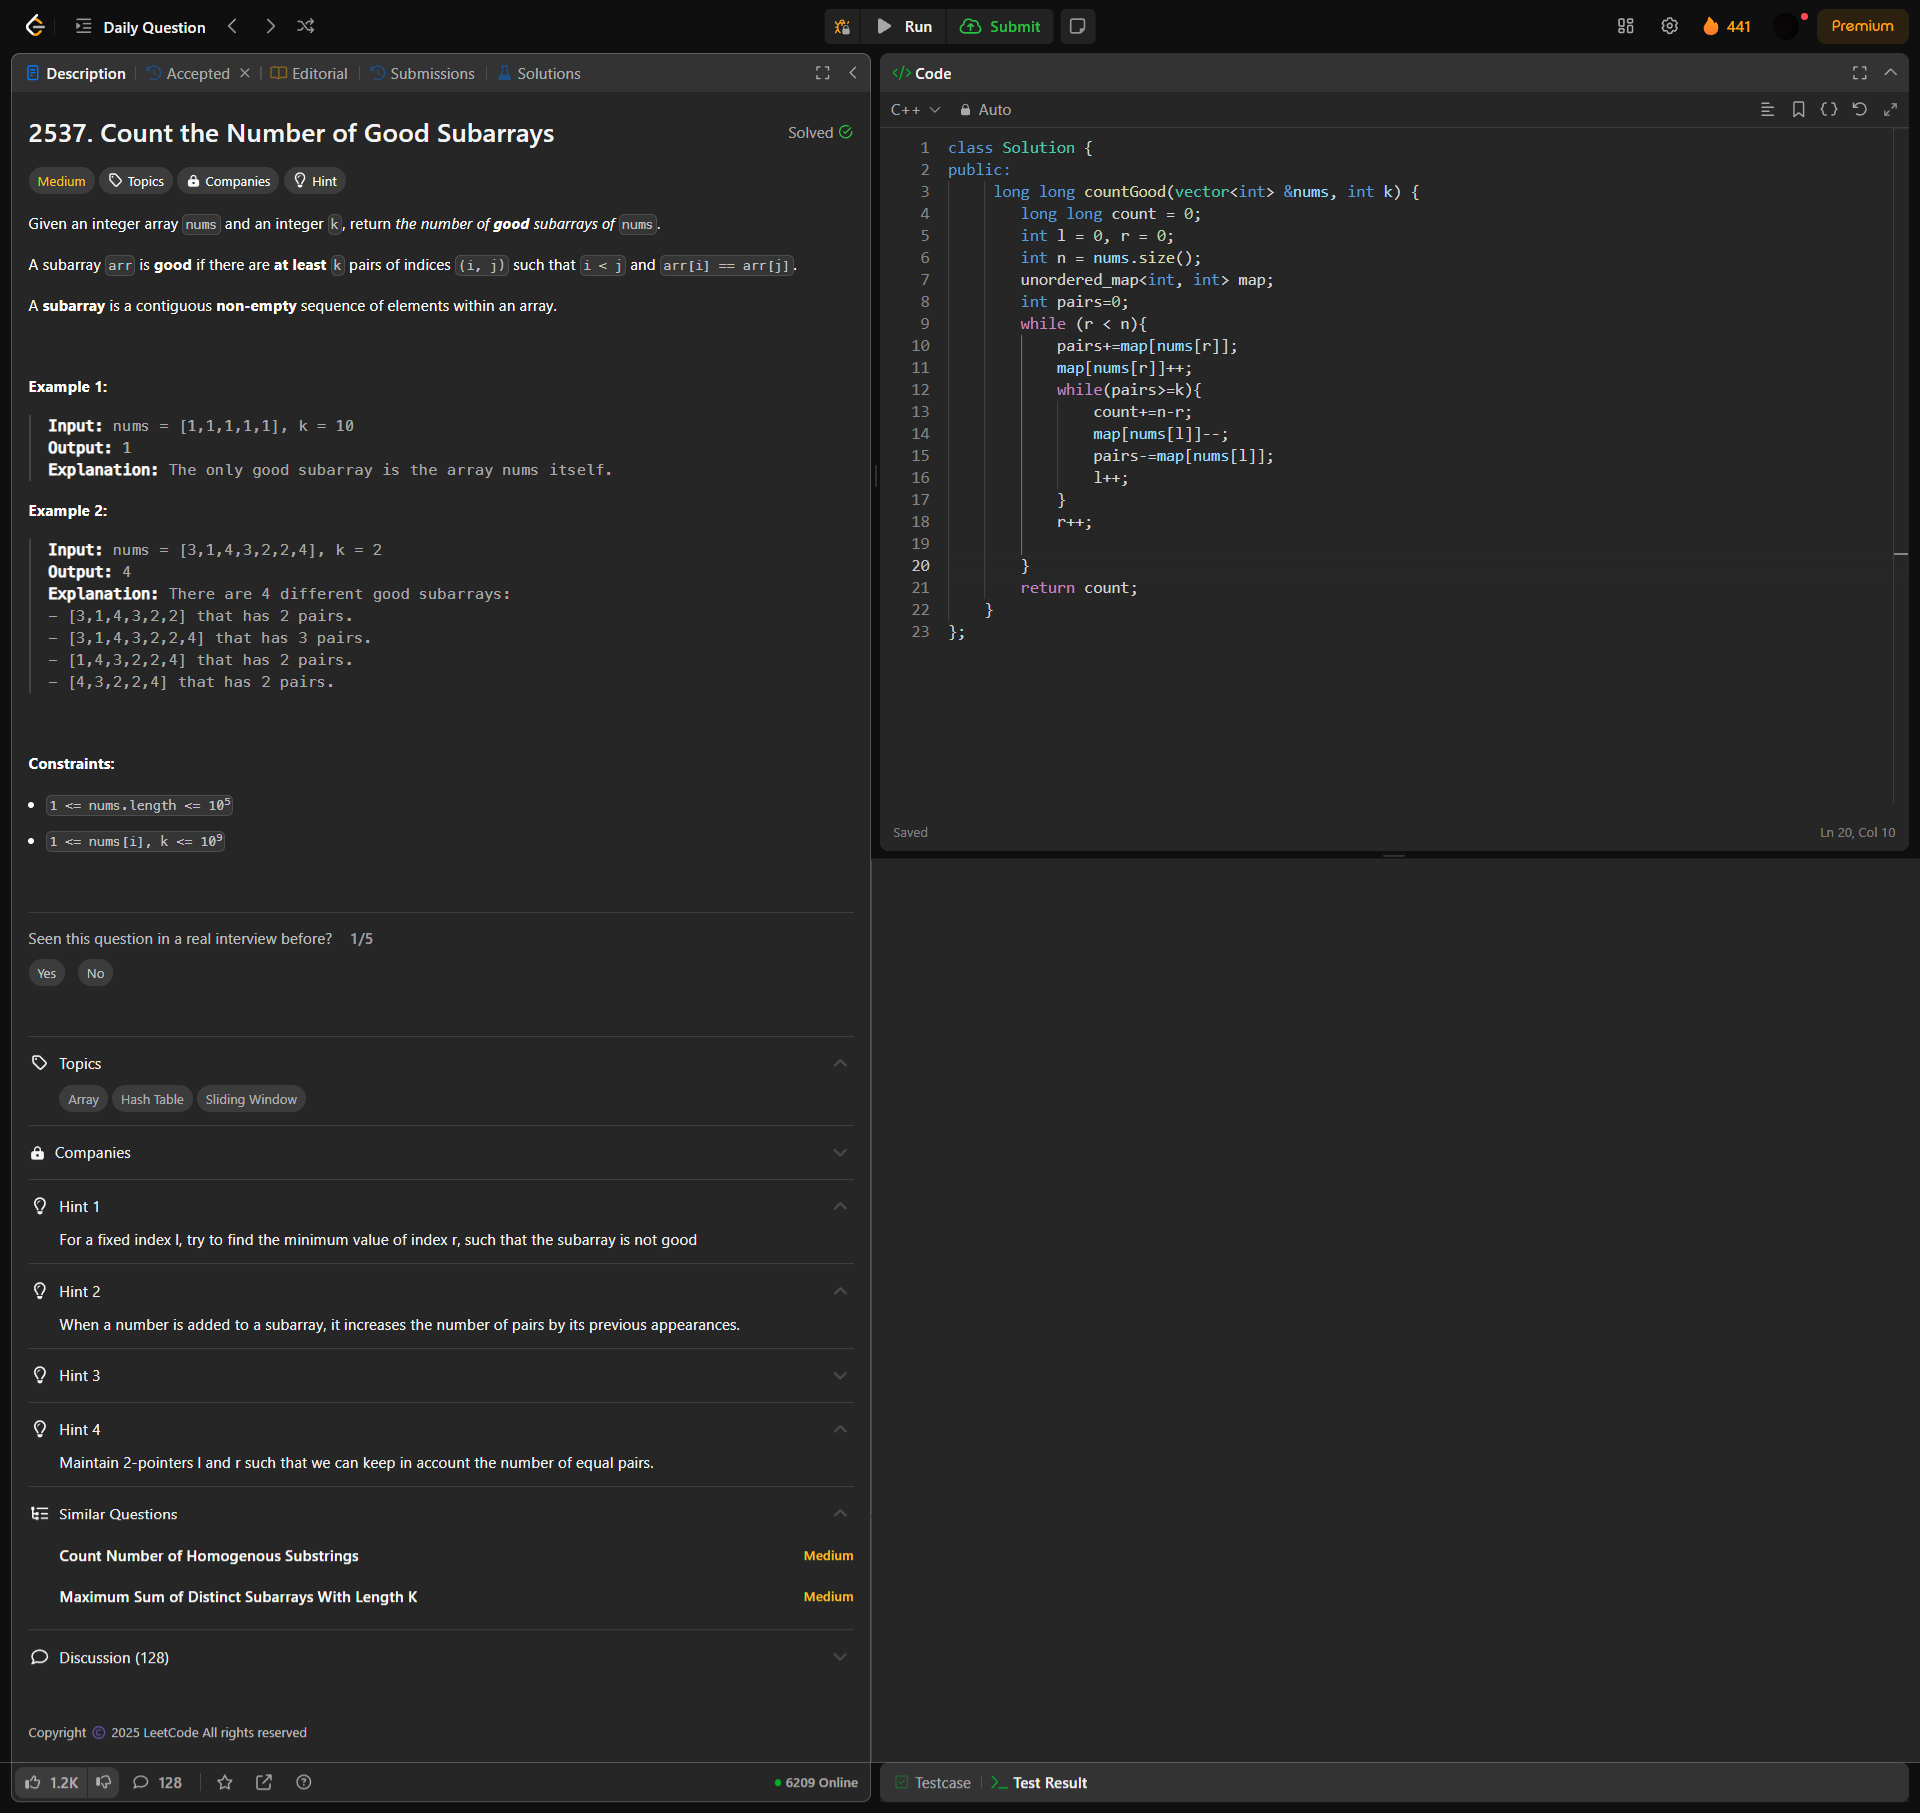 Daily Question
Run
Submit
441
Premium
Description
Accepted
Editorial
Submissions
Solutions
2537. Count the Number of Good Subarrays
Solved
Medium
Topics
Companies
Hint
Given an integer array nums and an integer k, return the number of good subarrays of nums.
A subarray arr is good if there are at least k pairs of indices (i, j) such that i < j and arr[i] == arr[j].
A subarray is a contiguous non-empty sequence of elements within an array.
Example 1:
Input: nums = [1,1,1,1,1], k = 10
Output: 1
Explanation: The only good subarray is the array nums itself.
Example 2:
Input: nums = [3,1,4,3,2,2,4], k = 2
Output: 4
Explanation: There are 4 different good subarrays:
- [3,1,4,3,2,2] that has 2 pairs.
- [3,1,4,3,2,2,4] that has 3 pairs.
- [1,4,3,2,2,4] that has 2 pairs.
- [4,3,2,2,4] that has 2 pairs.
Constraints:
• 1 <= nums.length <= 10⁵
• 1 <= nums[i], k <= 10⁹
Seen this question in a real interview before? 1/5
Yes
No
Topics
Array
Hash Table
Sliding Window
Companies
Hint 1
For a fixed index l, try to find the minimum value of index r, such that the subarray is not good
Hint 2
When a number is added to a subarray, it increases the number of pairs by its previous appearances.
Hint 3
Hint 4
Maintain 2-pointers l and r such that we can keep in account the number of equal pairs.
Similar Questions
Count Number of Homogenous Substrings
Medium
Maximum Sum of Distinct Subarrays With Length K
Medium
Discussion (128)
Copyright © 2025 LeetCode All rights reserved
1.2K
128
6209 Online
</> Code
C++
Auto
1 class Solution {
2 public:
3 long long countGood(vector<int> &nums, int k) {
4 long long count = 0;
5 int l = 0, r = 0;
6 int n = nums.size();
7 unordered_map<int, int> map;
8 int pairs=0;
9 while (r < n){
10 pairs+=map[nums[r]];
11 map[nums[r]]++;
12 while(pairs>=k){
13 count+=n-r;
14 map[nums[l]]--;
15 pairs-=map[nums[l]];
16 l++;
17 }
18 r++;
19
20 }
21 return count;
22 }
23 };
Saved
Ln 20, Col 10
Testcase
Test Result